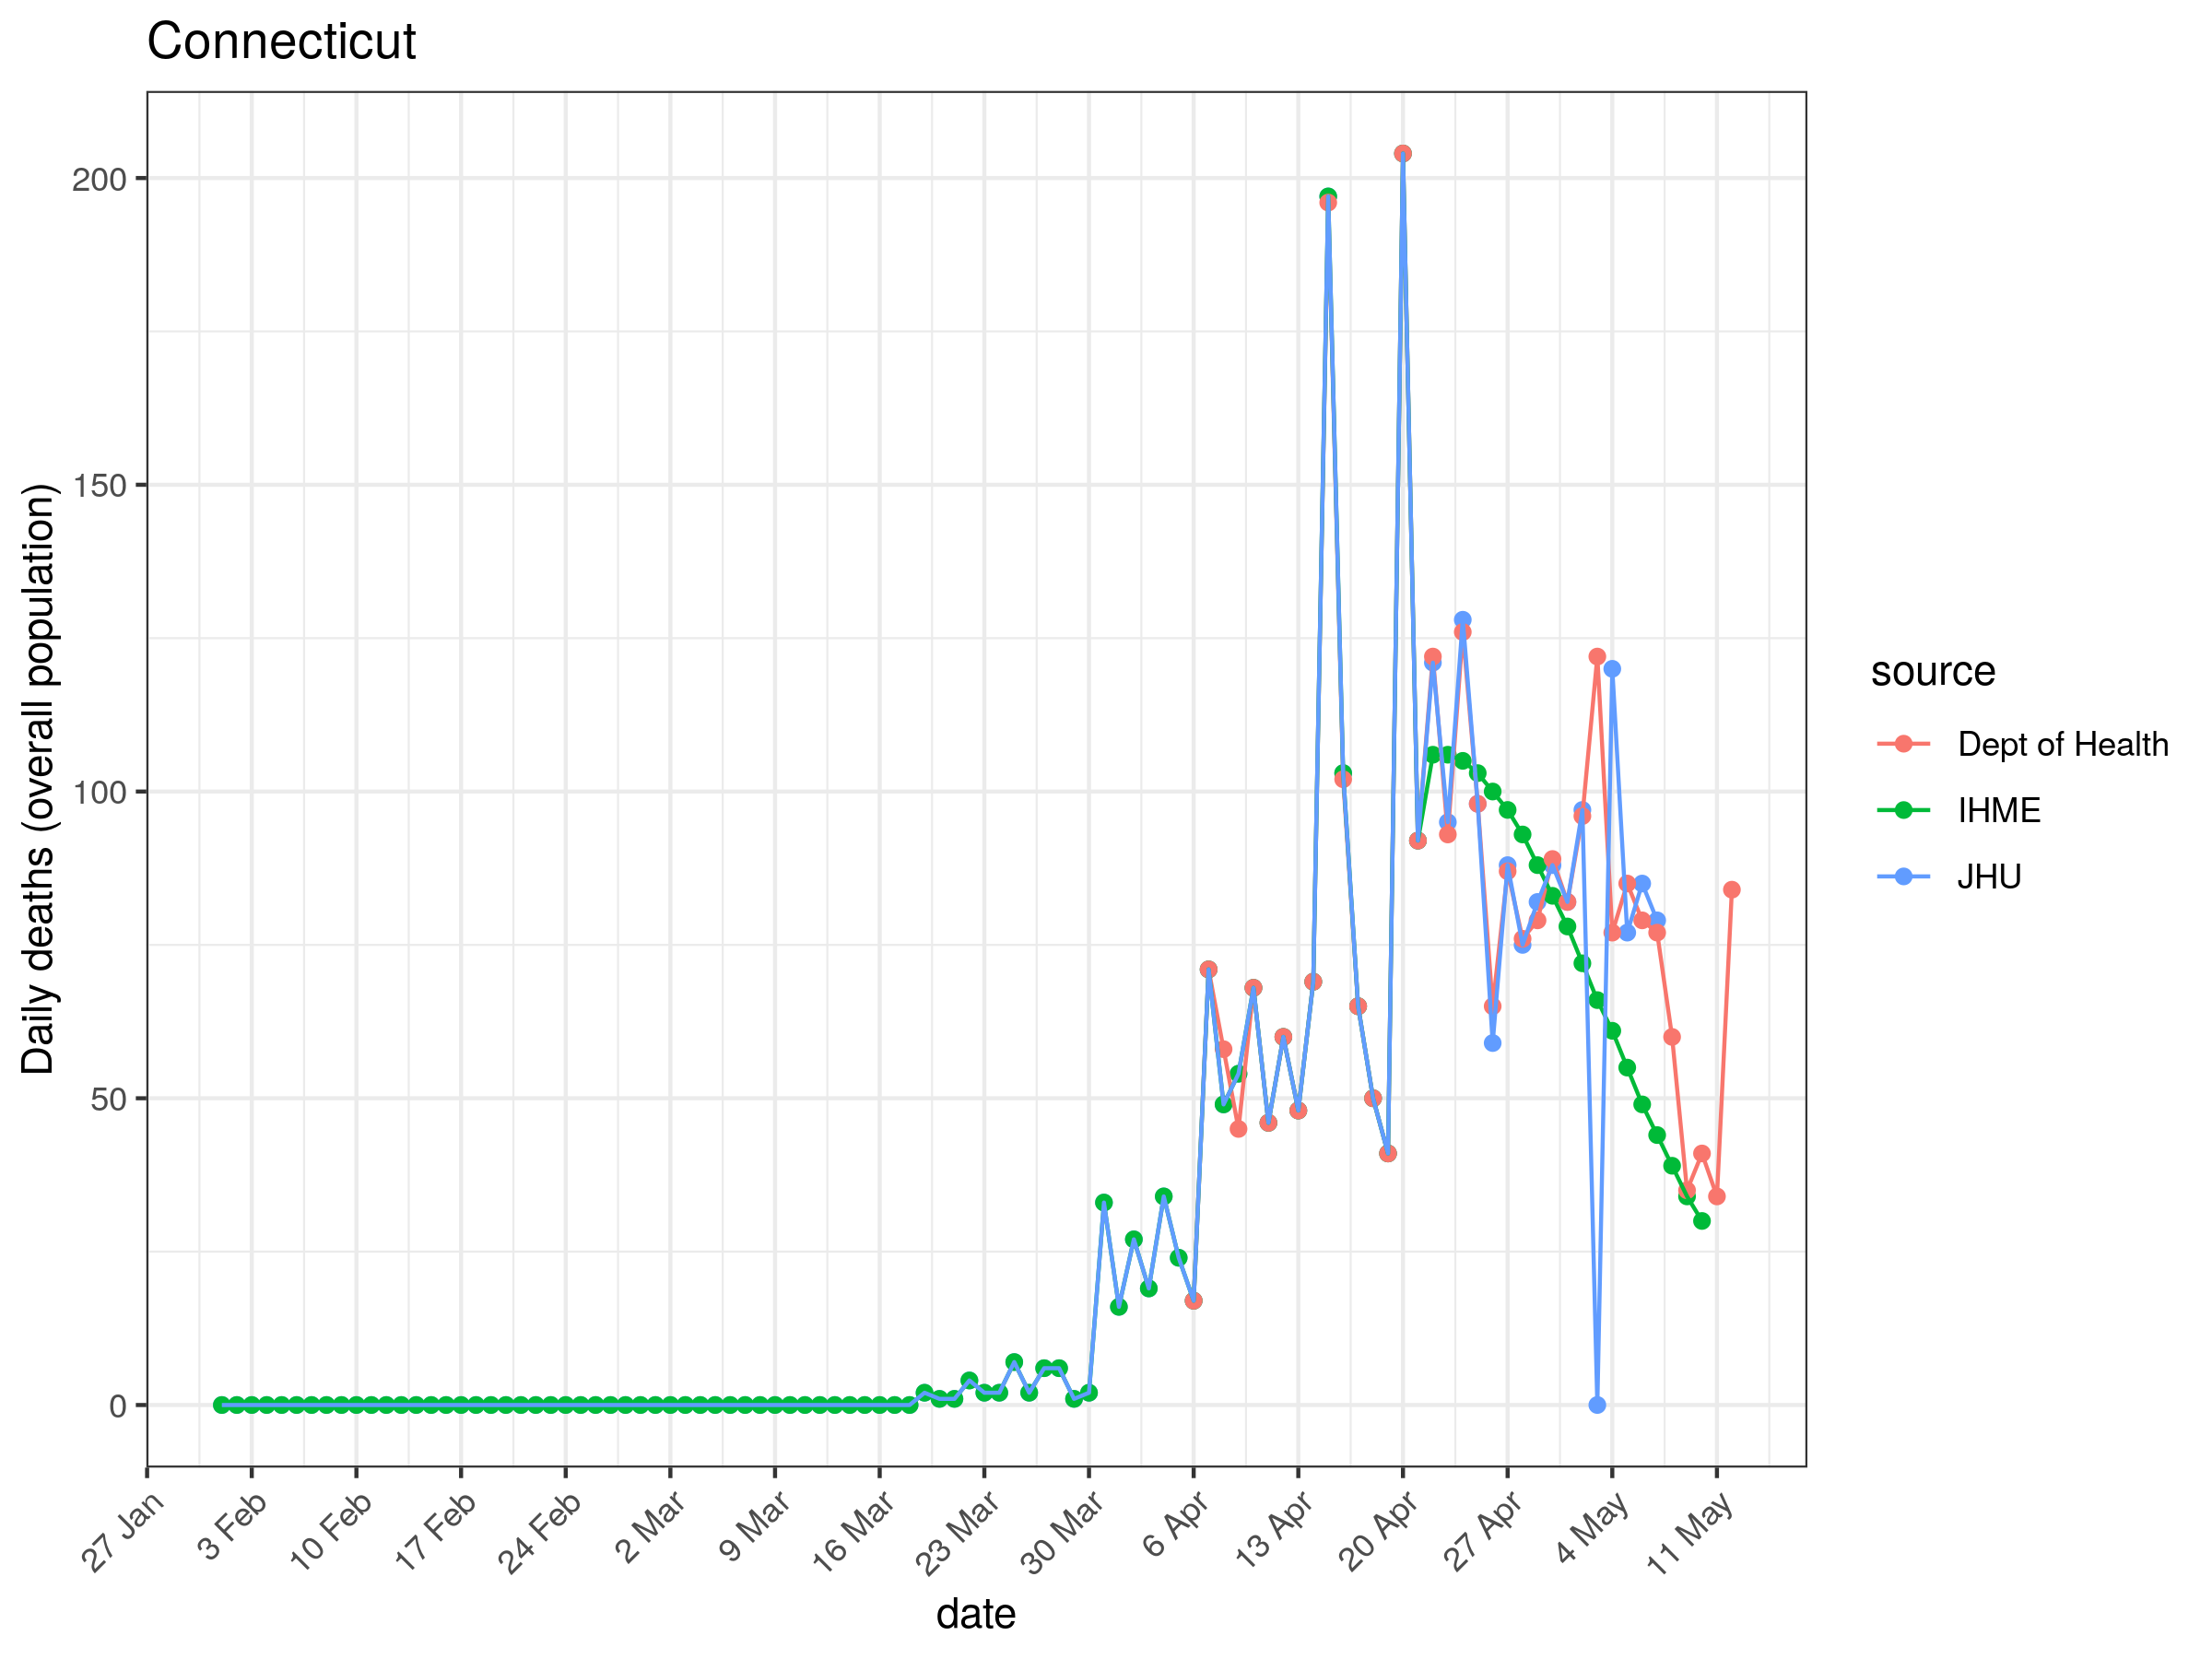 Connecticut
Daily deaths (overall population)
200
150
100
50
0
27 Jan
3 Feb
10 Feb
17 Feb
24 Feb
2 Mar
9 Mar
16 Mar
23 Mar
30 Mar
6 Apr
13 Apr
20 Apr
27 Apr
4 May
11 May
date
source
Dept of Health
IHME
JHU